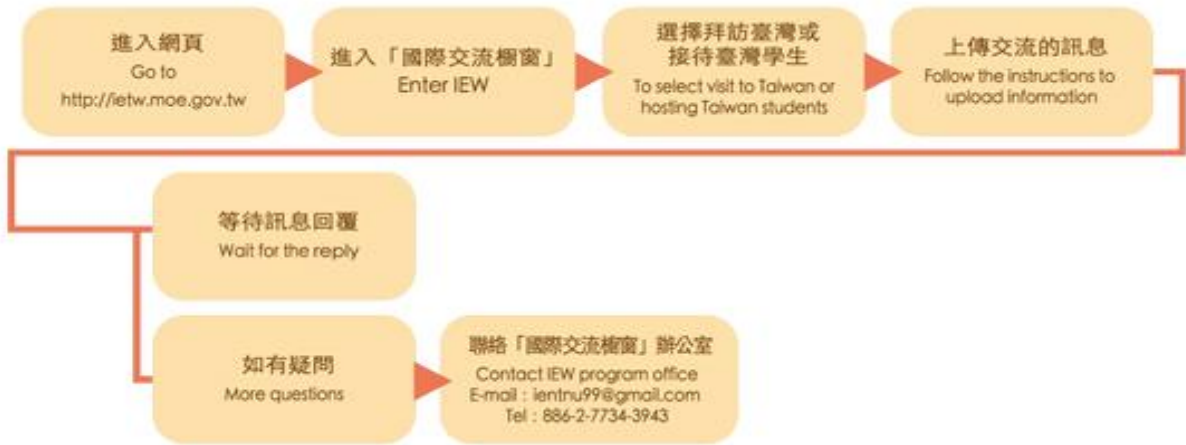 進入網頁
Go to
http://ietw.moe.gov.tw
進入「國際交流櫥窗」
Enter IEW
選擇拜訪臺灣或
接待臺灣學生
To select visit to Taiwan or
hosting Taiwan students
上傳交流的訊息
Follow the instructions to
upload information
等待訊息回覆
Wait for the reply
如有疑問
More questions
聯絡「國際交流櫥窗」辦公室
Contact IEW program office
E-mail : ientnu99@gmail.com
Tel : 886-2-7734-3943